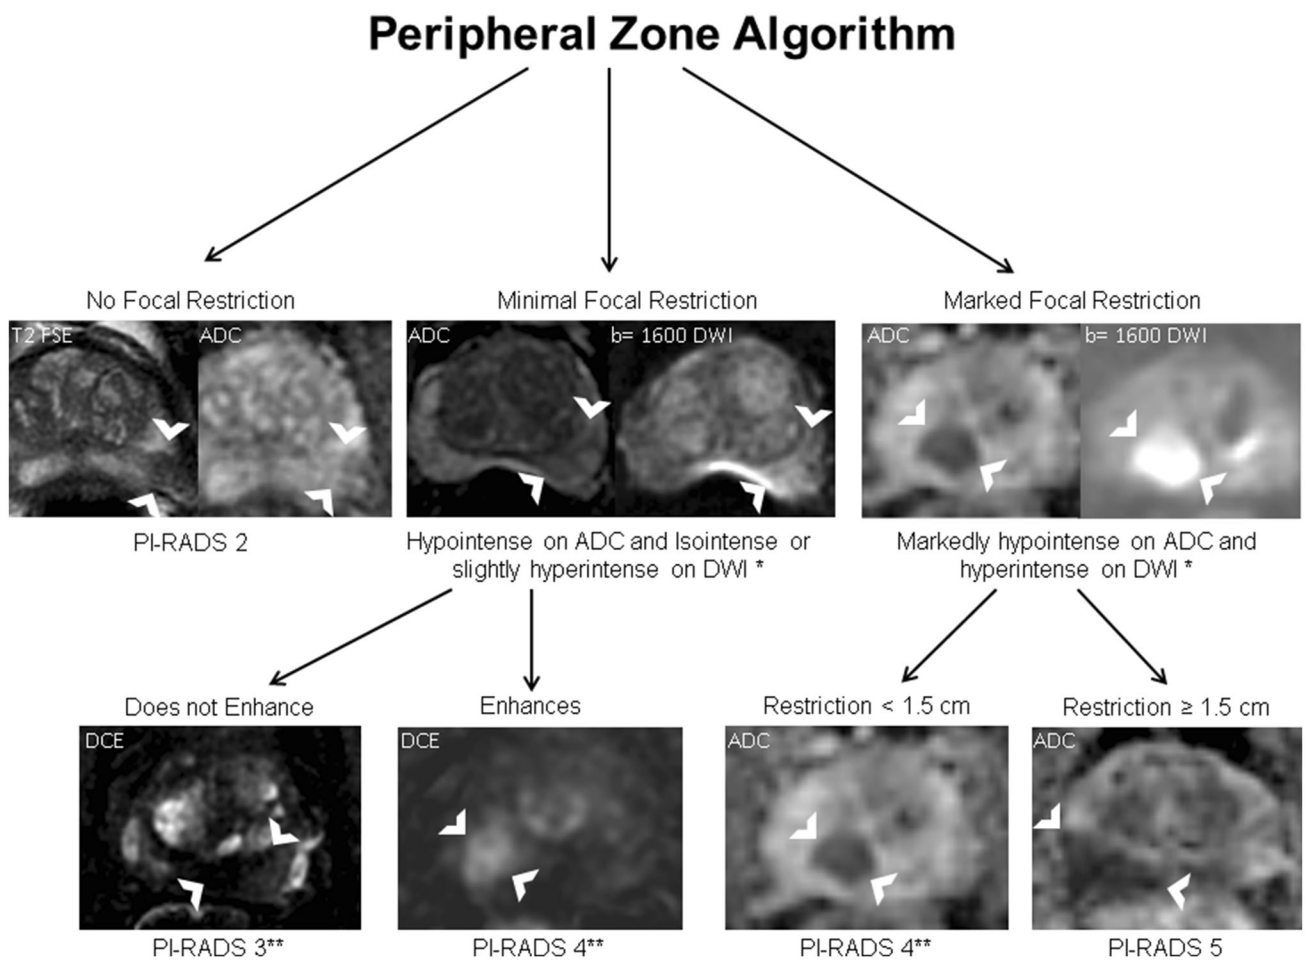 Peripheral Zone Algorithm
No Focal Restriction
Minimal Focal Restriction
Marked Focal Restriction
T2 FSE
ADC
ADC
b= 1600 DWI
ADC
b= 1600 DWI
PI-RADS 2
Hypointense on ADC and Isointense or
slightly hyperintense on DWI *
Markedly hypointense on ADC and
hyperintense on DWI *
Does not Enhance
Enhances
Restriction < 1.5 cm
Restriction ≥ 1.5 cm
DCE
DCE
ADC
ADC
PI-RADS 3**
PI-RADS 4**
PI-RADS 4**
PI-RADS 5